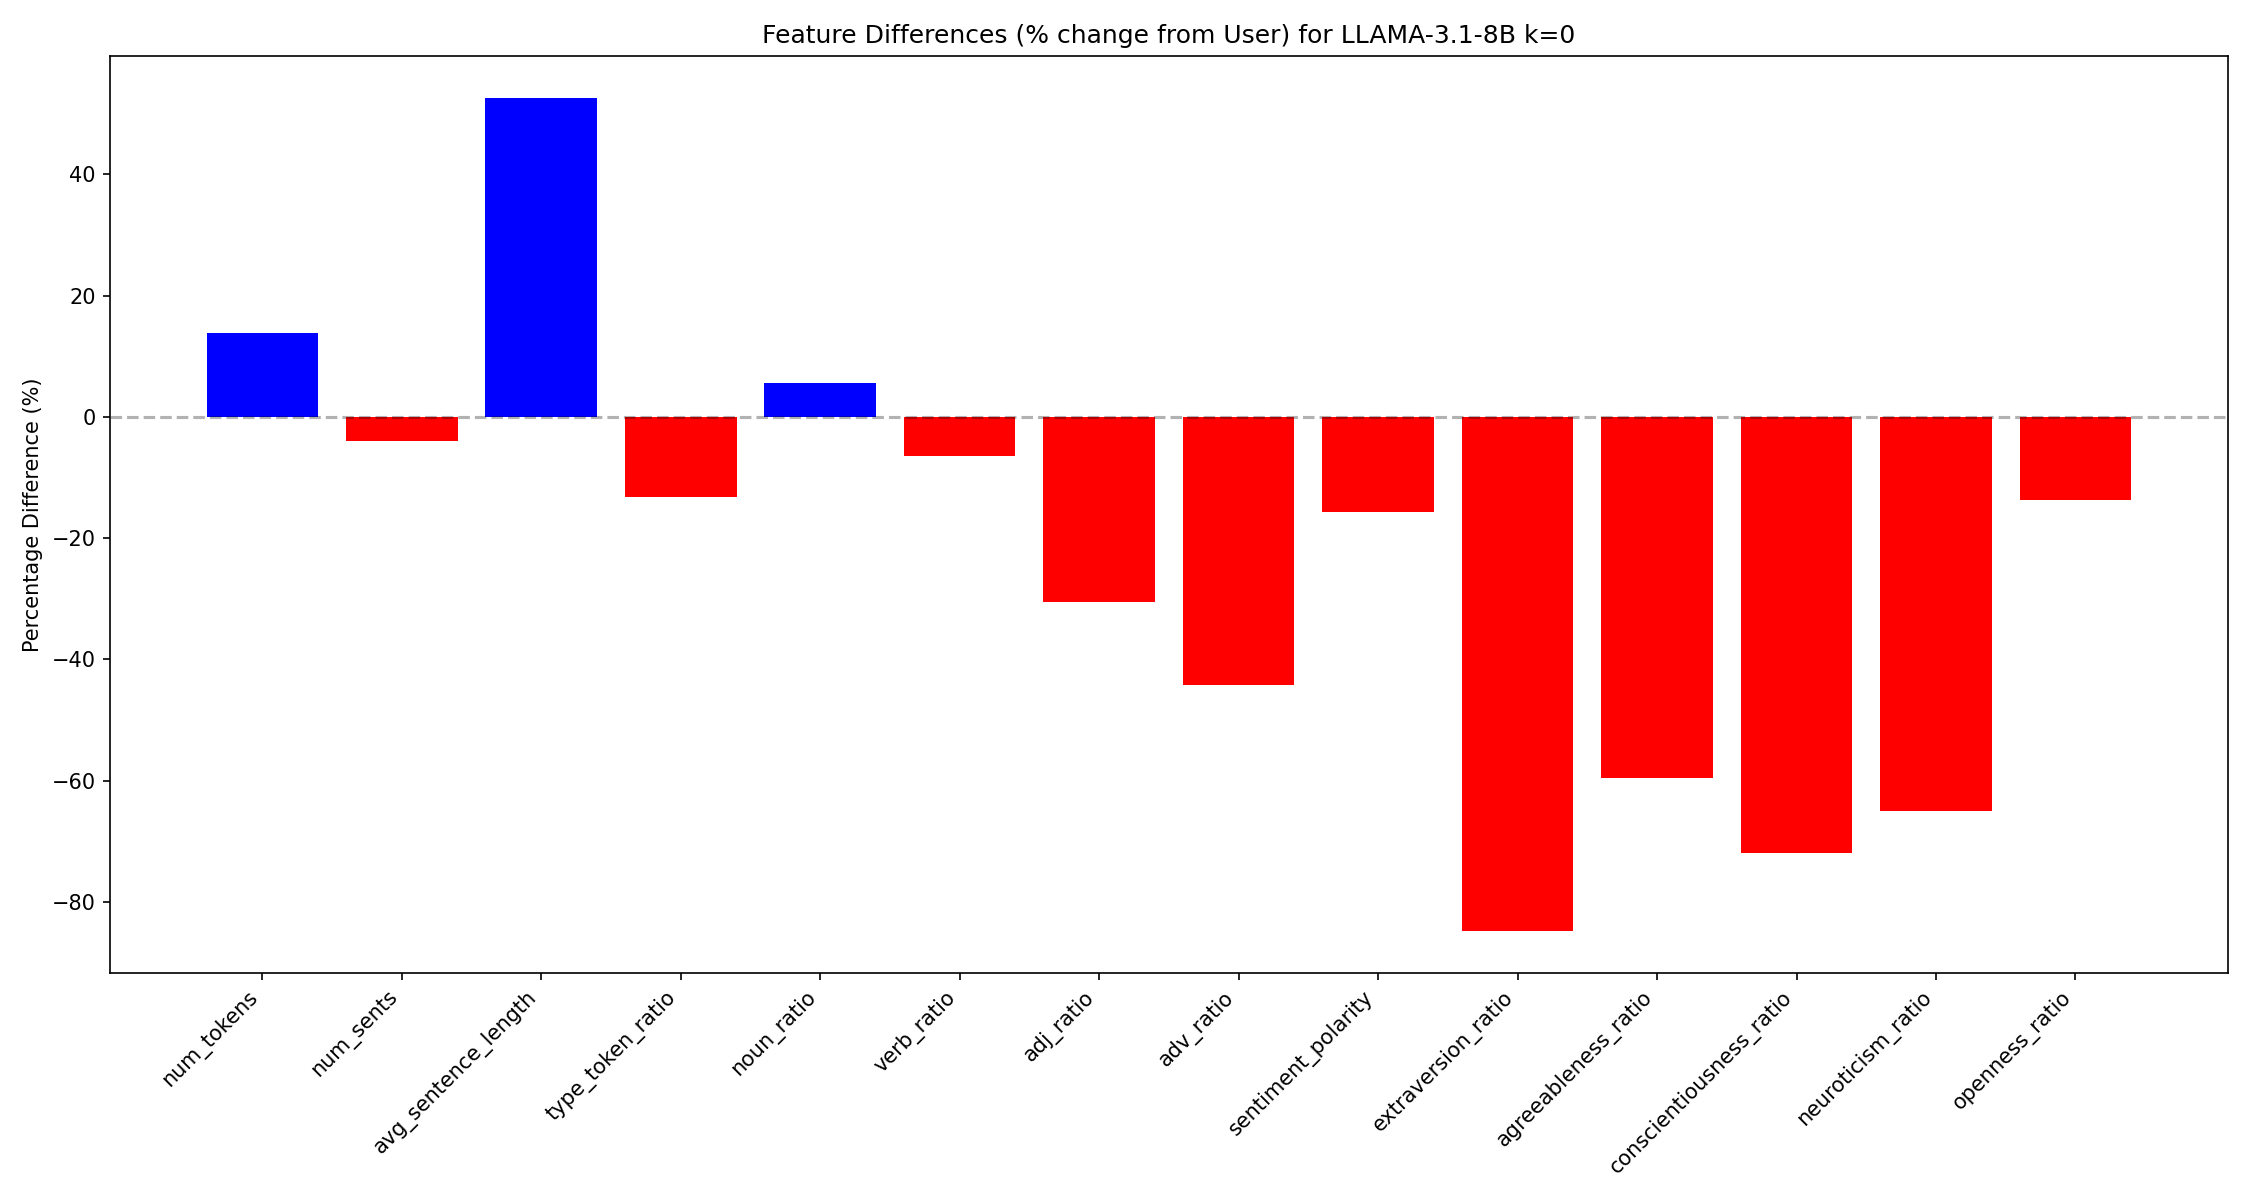 Feature Differences (% change from User) for LLAMA-3.1-8B k=0
Percentage Difference (%)
40
20
0
−20
−40
−60
−80
num_tokens
num_sents
avg_sentence_length
type_token_ratio
noun_ratio
verb_ratio
adj_ratio
adv_ratio
sentiment_polarity
extraversion_ratio
agreeableness_ratio
conscientiousness_ratio
neuroticism_ratio
openness_ratio